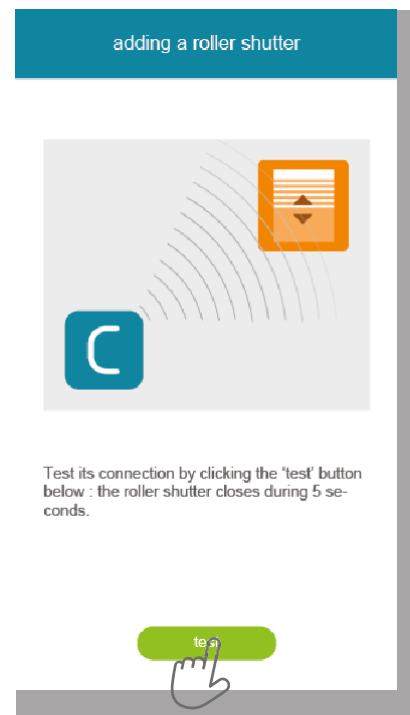 adding a roller shutter
C
Test its connection by clicking the 'test' button
below : the roller shutter closes during 5 se-
conds.
test